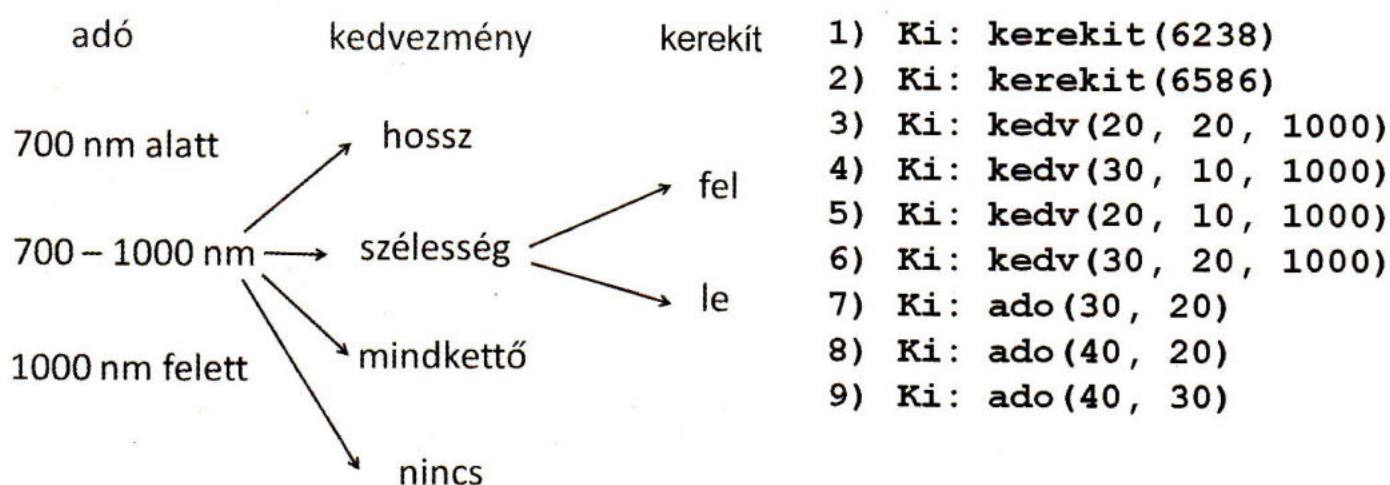 adó kedvezmény kerekít
700 nm alatt
700 – 1000 nm
1000 nm felett
hossz
szélesség
mindkettő
nincs
fel
le
1) Ki: kerekit(6238)
2) Ki: kerekit(6586)
3) Ki: kedv(20, 20, 1000)
4) Ki: kedv(30, 10, 1000)
5) Ki: kedv(20, 10, 1000)
6) Ki: kedv(30, 20, 1000)
7) Ki: ado(30, 20)
8) Ki: ado(40, 20)
9) Ki: ado(40, 30)